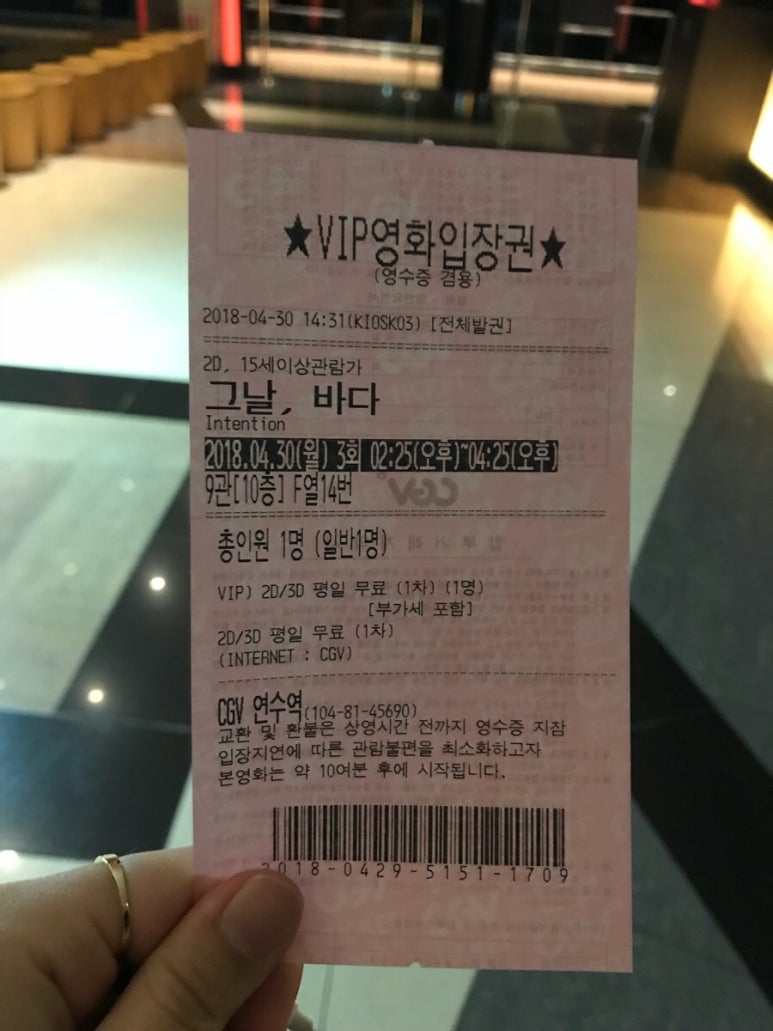 ★VIP영화입장권★
(영수증 겸용)
2018-04-30 14:31(KIOSK03) [전체발권]
2D, 15세이상관람가
그날, 바다
Intention
2018.04.30(월) 3회 02:25(오후)~04:25(오후)
9관[10층] F열14번
총인원 1명 (일반1명)
VIP) 2D/3D 평일 무료 (1차) (1명)
[부가세 포함]
2D/3D 평일 무료 (1차)
(INTERNET : CGV)
CGV 연수역(104-81-45690)
교환 및 환불은 상영시간 전까지 영수증 지참
입장지연에 따른 관람불편을 최소화하고자
본영화는 약 10여분 후에 시작됩니다.
2018-0429-5151-1709